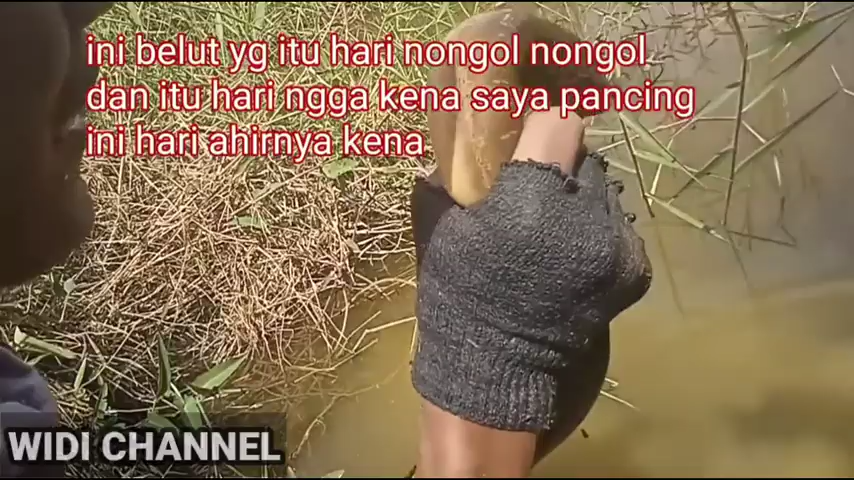 ini belut yg itu hari nongol nongol
dan itu hari ngga kena saya pancing
ini hari ahirnya kena
WIDI CHANNEL